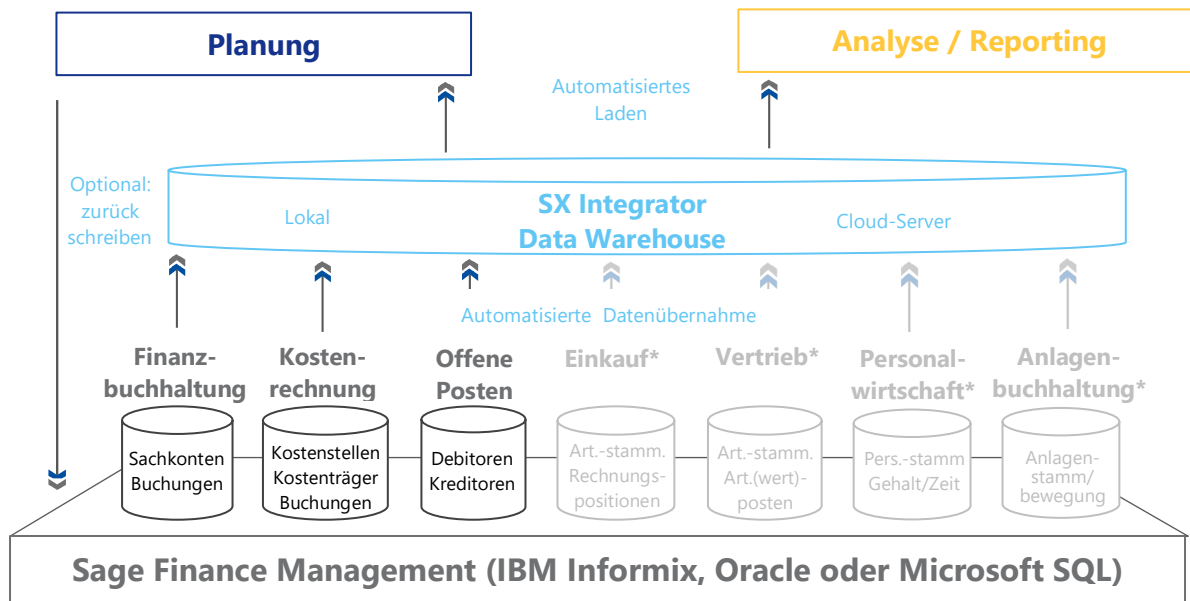 Planung
Analyse / Reporting
Automatisiertes
Laden
Optional:
zurück
schreiben
SX Integrator
Data Warehouse
Lokal
Cloud-Server
Automatisierte Datenübernahme
Finanz-
buchhaltung
Kosten-
rechnung
Offene
Posten
Einkauf*
Vertrieb*
Personal-
wirtschaft*
Anlagen-
buchhaltung*
Sachkonten
Buchungen
Kostenstellen
Kostenträger
Buchungen
Debitoren
Kreditoren
Art.-stamm.
Rechnungs-
positionen
Art.-stamm.
Art.(wert)-
posten
Pers.-stamm
Gehalt/Zeit
Anlagen-
stamm/
bewegung
Sage Finance Management (IBM Informix, Oracle oder Microsoft SQL)